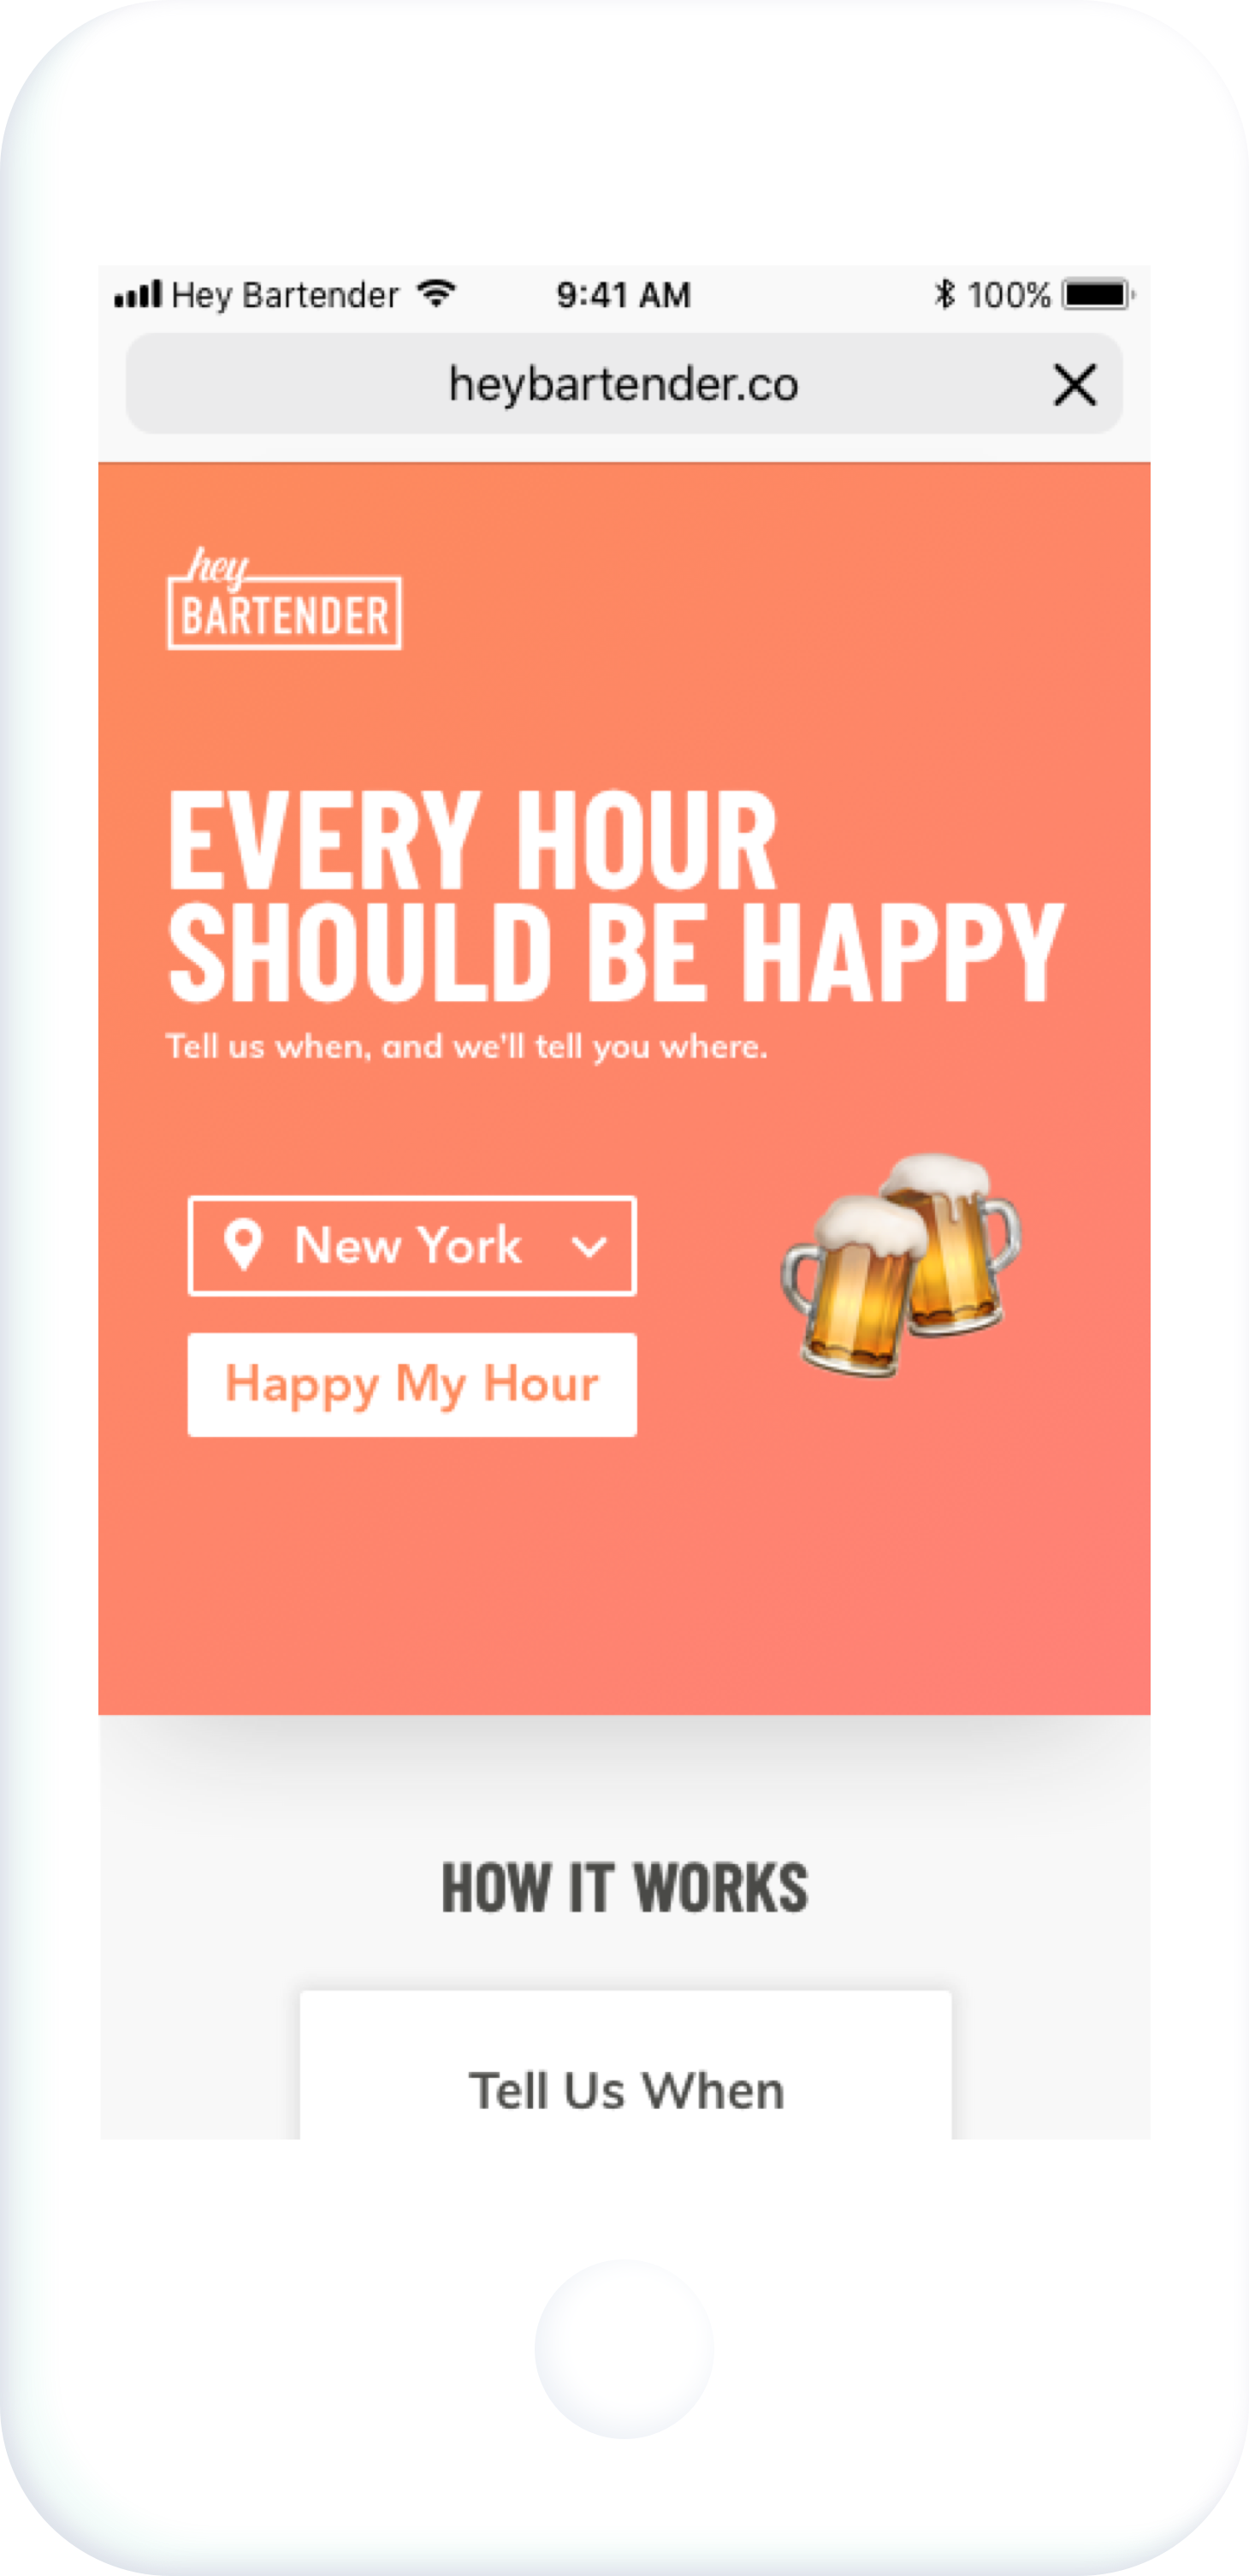 Hey Bartender 9:41 AM 100%
heybartender.co
hey
BARTENDER
EVERY HOUR
SHOULD BE HAPPY
Tell us when, and we'll tell you where.
New York
Happy My Hour
HOW IT WORKS
Tell Us When